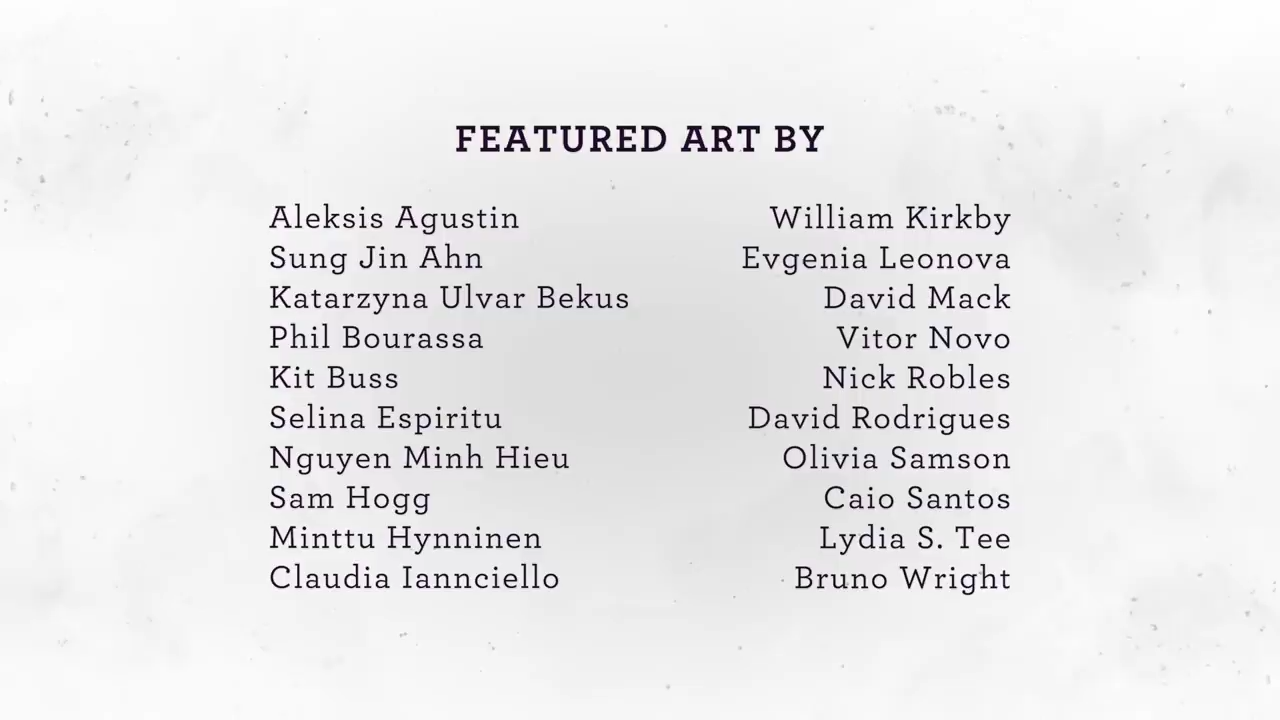 FEATURED ART BY
Aleksis Agustin
Sung Jin Ahn
Katarzyna Ulvar Bekus
Phil Bourassa
Kit Buss
Selina Espiritu
Nguyen Minh Hieu
Sam Hogg
Minttu Hynninen
Claudia Iannciello
William Kirkby
Evgenia Leonova
David Mack
Vitor Novo
Nick Robles
David Rodrigues
Olivia Samson
Caio Santos
Lydia S. Tee
Bruno Wright